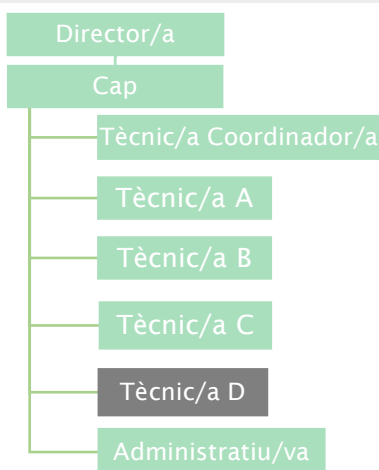 Director/a
Cap
Tècnic/a Coordinador/a
Tècnic/a A
Tècnic/a B
Tècnic/a C
Tècnic/a D
Administratiu/va